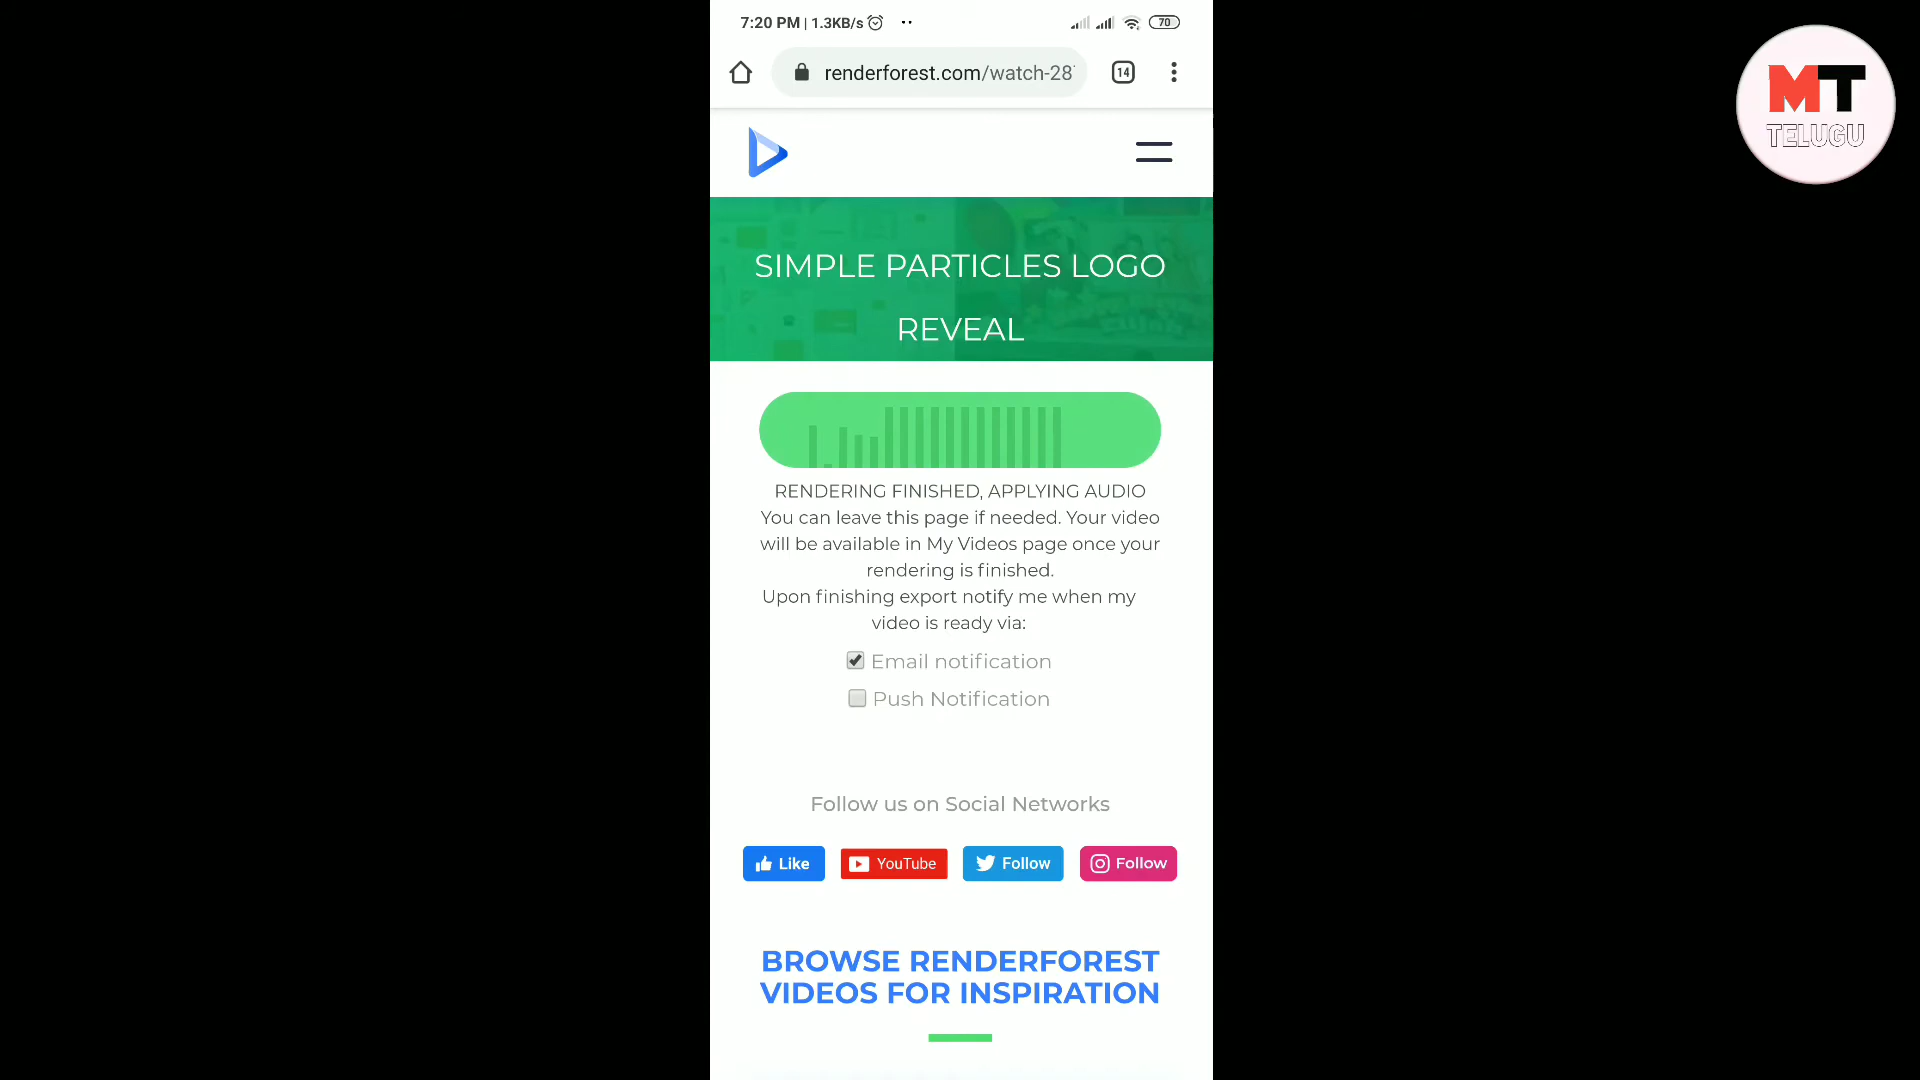 7:20 PM | 1.3KB/s
70
renderforest.com/watch-28
14
MT
TELUGU
SIMPLE PARTICLES LOGO
REVEAL
RENDERING FINISHED, APPLYING AUDIO
You can leave this page if needed. Your video
will be available in My Videos page once your
rendering is finished.
Upon finishing export notify me when my
video is ready via:
Email notification
Push Notification
Follow us on Social Networks
Like
YouTube
Follow
Follow
BROWSE RENDERFOREST
VIDEOS FOR INSPIRATION